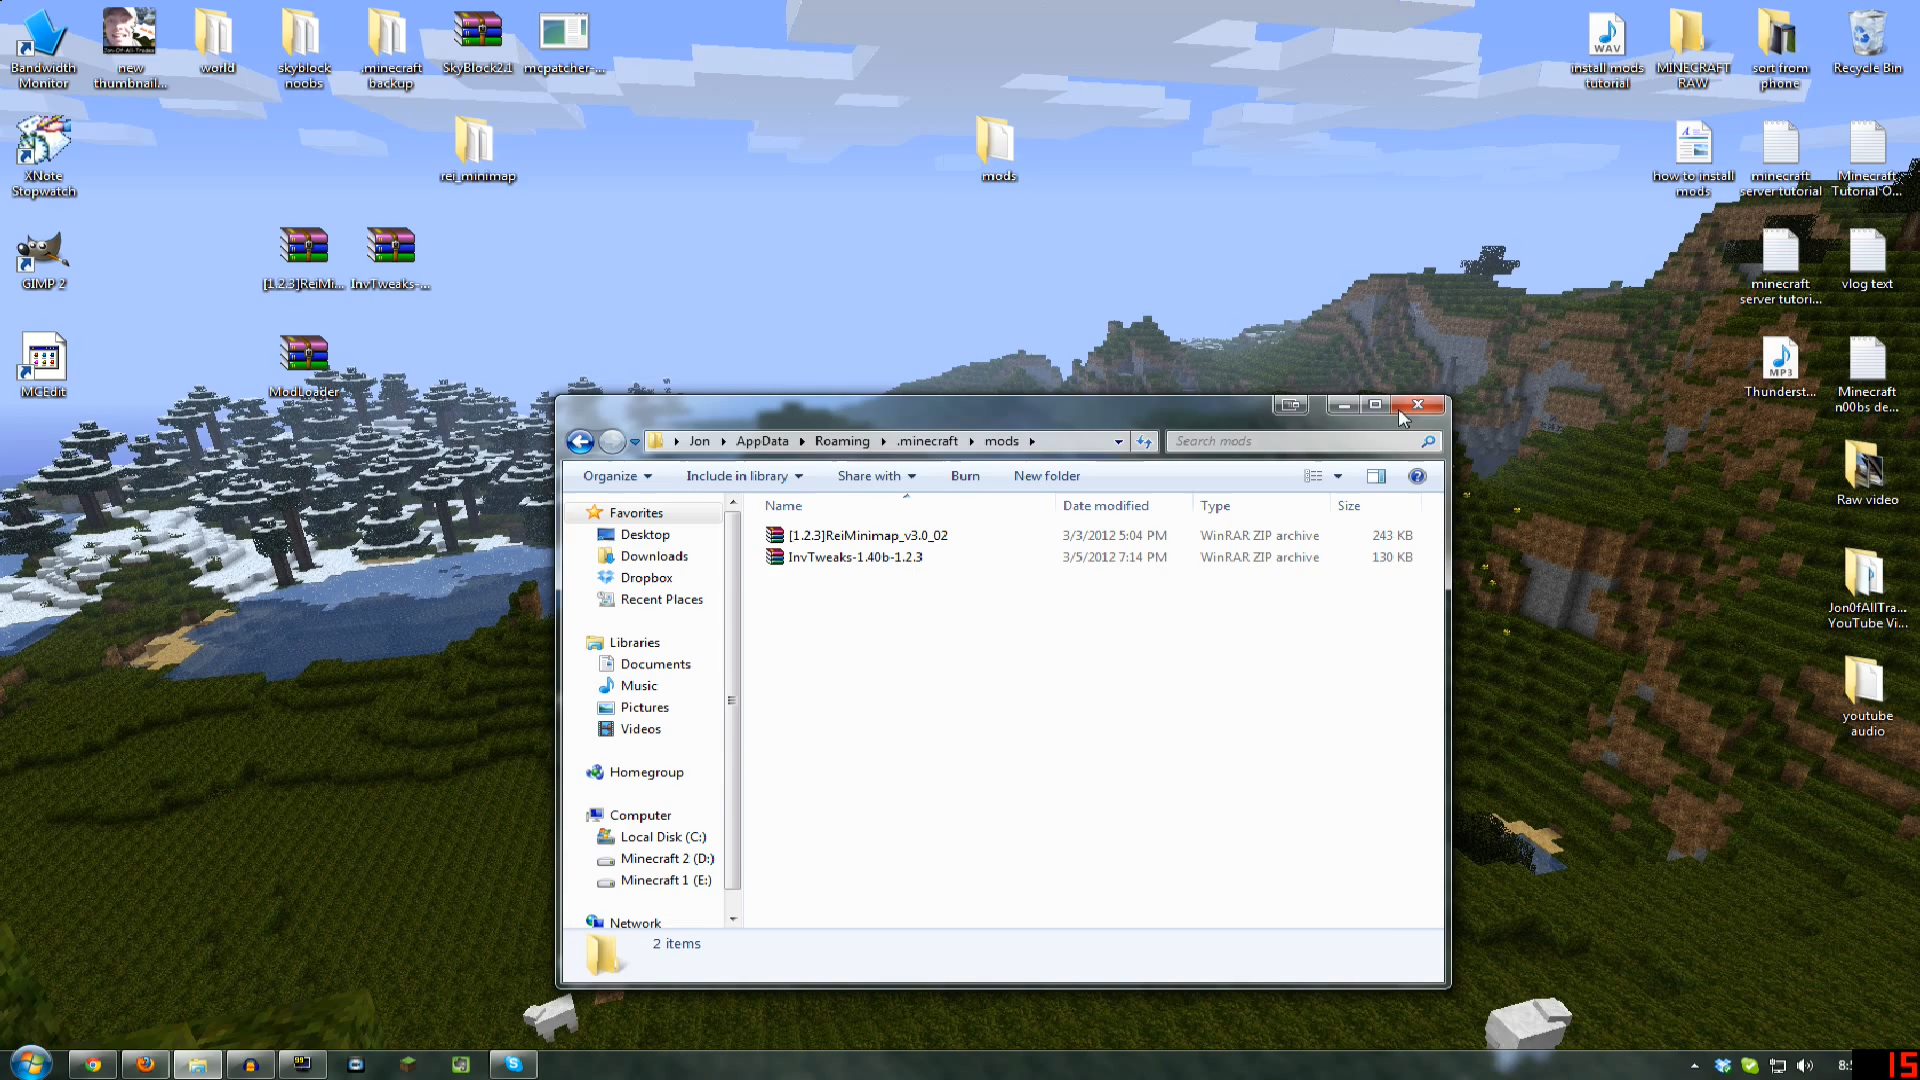 Bandwidth
Monitor
new
thumbnail...
world
skyblock
noobs
.minecraft
backup
SkyBlock2.1
mcpatcher-...
install mods
tutorial
MINECRAFT
RAW
sort from
phone
Recycle Bin
WAV
XNote
Stopwatch
rei_minimap
mods
how to install
mods
minecraft
server tutorial
Minecraft
Tutorial O...
GIMP 2
[1.2.3]ReiMi...
InvTweaks-...
minecraft
server tutori...
vlog text
MCEdit
ModLoader
MP3
Thunderst...
Minecraft
n00bs de...
Raw video
Jon0fAllTra...
YouTube Vi...
youtube
audio
Jon
AppData
Roaming
.minecraft
mods
Search mods
Organize
Include in library
Share with
Burn
New folder
Name
Date modified
Type
Size
[1.2.3]ReiMinimap_v3.0_02
3/3/2012 5:04 PM
WinRAR ZIP archive
243 KB
InvTweaks-1.40b-1.2.3
3/5/2012 7:14 PM
WinRAR ZIP archive
130 KB
Favorites
Desktop
Downloads
Dropbox
Recent Places
Libraries
Documents
Music
Pictures
Videos
Homegroup
Computer
Local Disk (C:)
Minecraft 2 (D:)
Minecraft 1 (E:)
Network
2 items
99
15